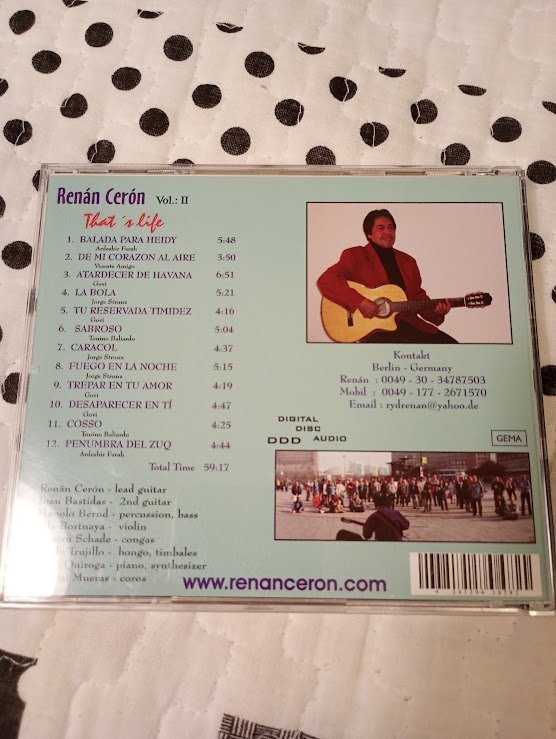 Renán Cerón Vol.: II
That´s life
1. BALADA PARA HEIDY 5:48
Ardeshir Farah
2. DE MI CORAZON AL AIRE 3:50
Vicente Amigo
3. ATARDECER DE HAVANA 6:51
Govi
4. LA BOLA 5:21
Jorge Strunz
5. TU RESERVADA TIMIDEZ 4:16
Govi
6. SABROSO 5:04
Tonino Baliardo
7. CARACOL 4:37
Jorge Strunz
8. FUEGO EN LA NOCHE 5:15
Jorge Strunz
9. TREPAR EN TU AMOR 4:19
Govi
10. DESAPARECER EN TÍ 4:47
Govi
11. COSSO 4:25
Tonino Baliardo
12. PENUMBRA DEL ZUQ 4:44
Ardeshir Farah
Total Time 59:17
Renán Cerón - lead guitar
Bastidas - 2nd guitar
Bernd - percussion, bass
Bortnaya - violin
Schade - congas
Trujillo - bongo, timbales
Quiroga - piano, synthesizer
Mueras - coros
Kontakt
Berlin - Germany
Renán : 0049 - 30 - 34787503
Mobil : 0049 - 177 - 2671570
Email : rydrenan@yahoo.de
DIGITAL
DISC
DDD AUDIO
GEMA
www.renanceron.com